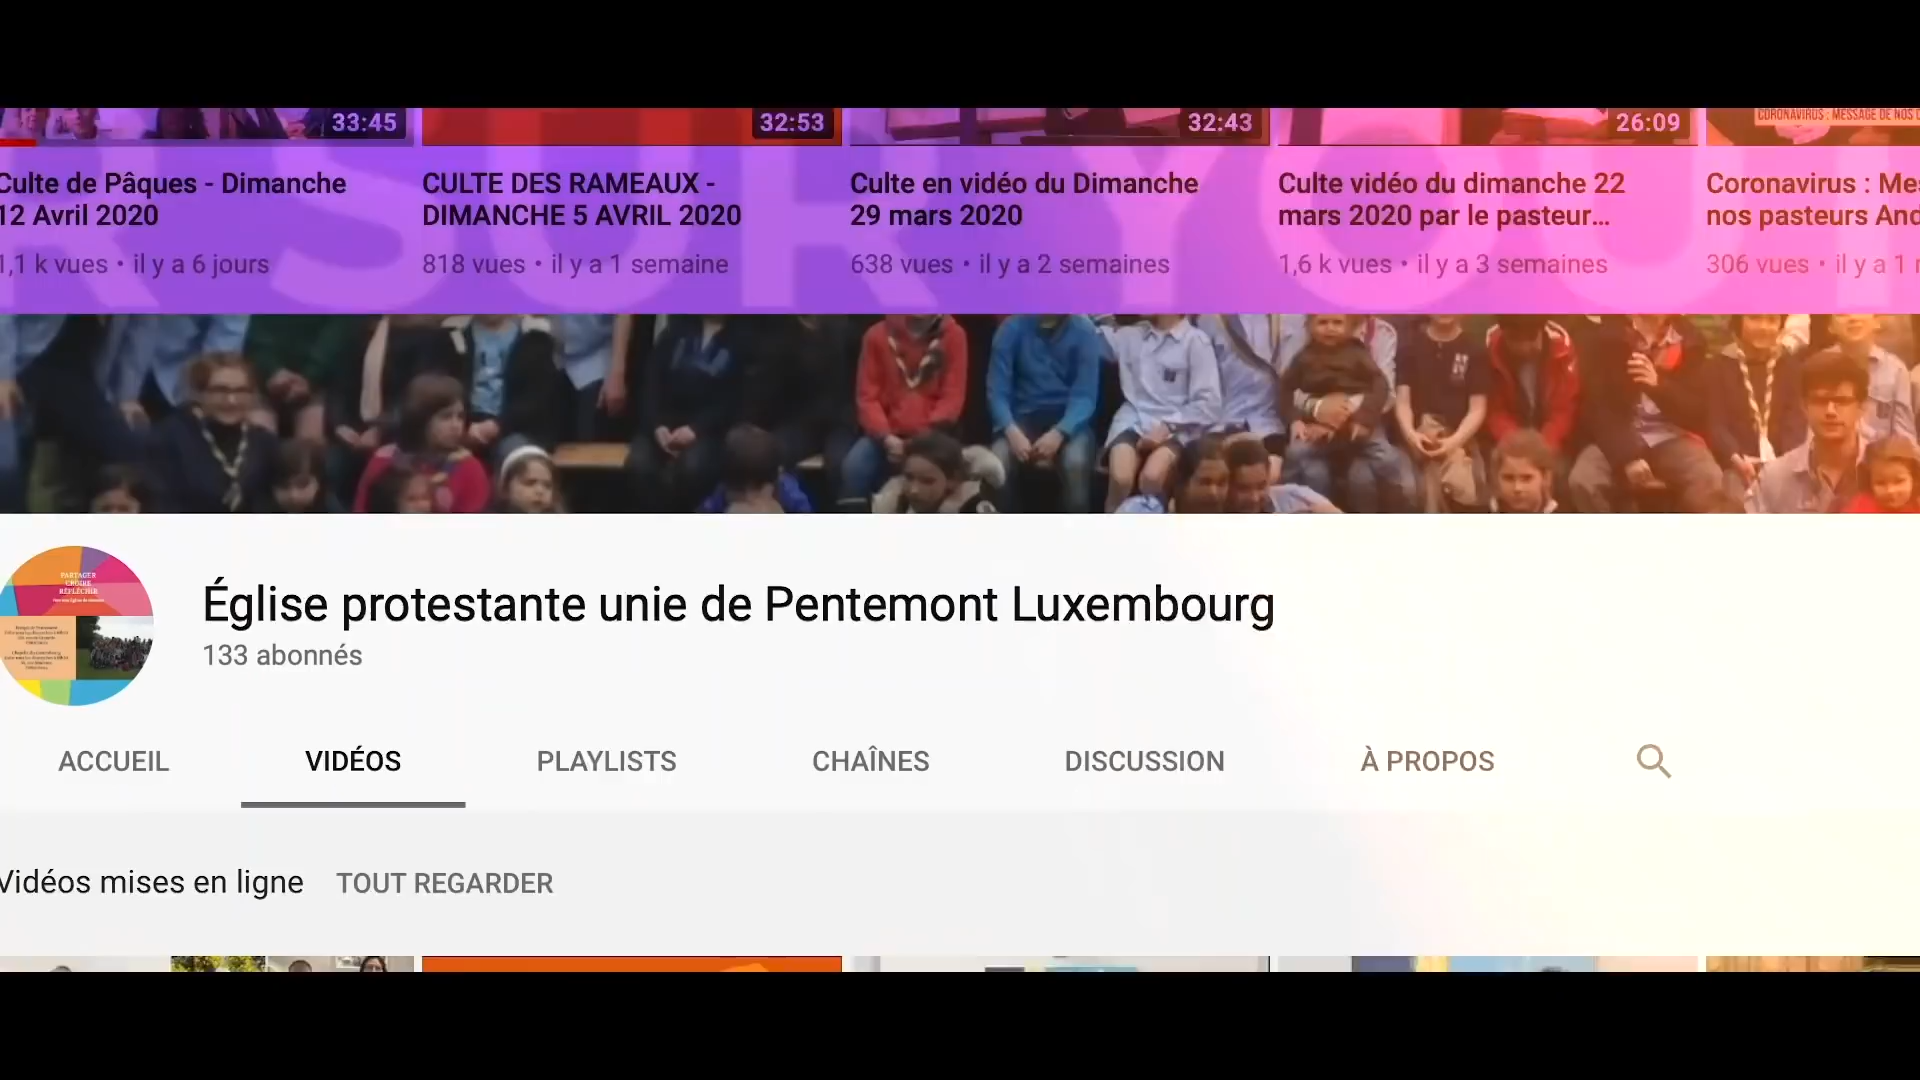 33:45
32:53
32:43
26:09
CORONAVIRUS : MESSAGE DE NOS
Culte de Pâques - Dimanche
12 Avril 2020
1,1 k vues • il y a 6 jours
CULTE DES RAMEAUX -
DIMANCHE 5 AVRIL 2020
818 vues • il y a 1 semaine
Culte en vidéo du Dimanche
29 mars 2020
638 vues • il y a 2 semaines
Culte vidéo du dimanche 22
mars 2020 par le pasteur...
1,6 k vues • il y a 3 semaines
Coronavirus :
nos pasteurs
306 vues • il y a 1
SUR YOU
PARTAGER
CROIRE
RÉFLÉCHIR
Église protestante unie de Pentemont Luxembourg
133 abonnés
ACCUEIL
VIDÉOS
PLAYLISTS
CHAÎNES
DISCUSSION
À PROPOS
Vidéos mises en ligne
TOUT REGARDER